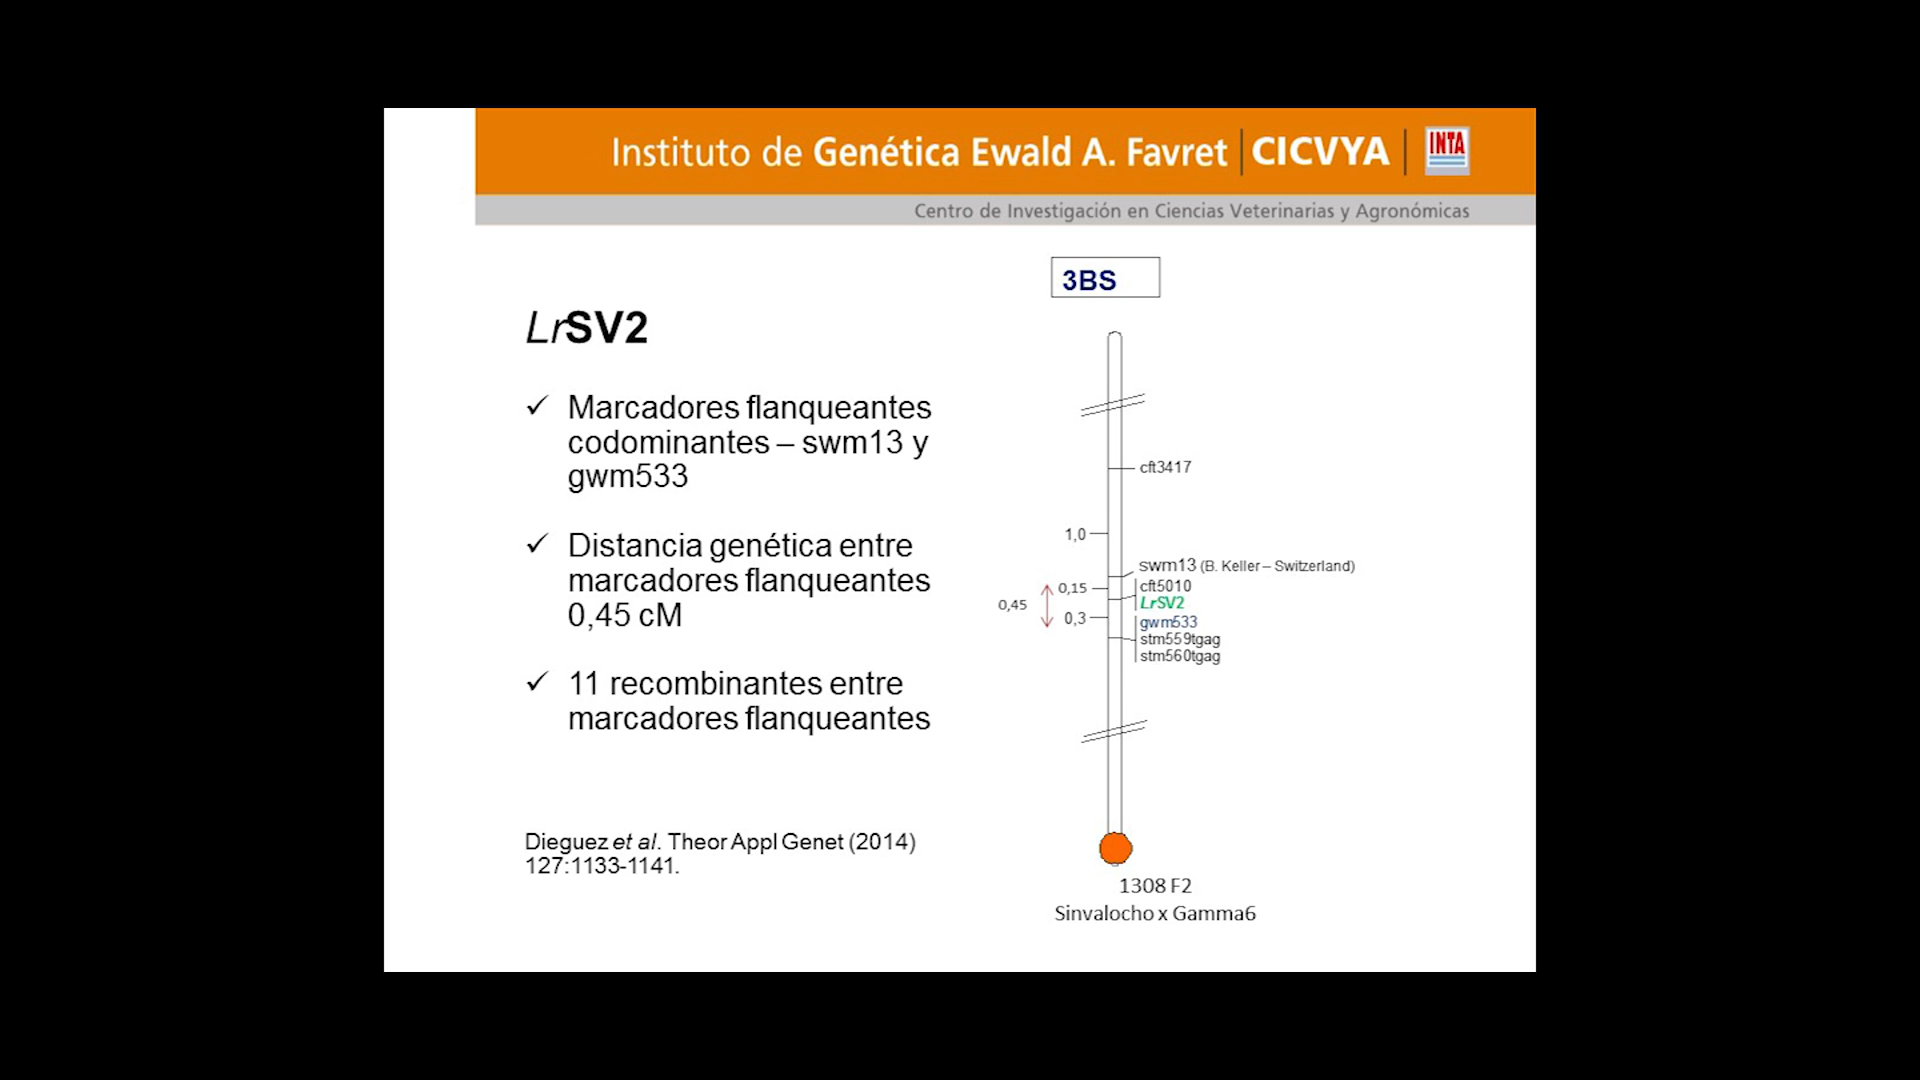 Instituto de Genética Ewald A. Favret CICVYA INTA
Centro de Investigación en Ciencias Veterinarias y Agronómicas
3BS
LrSV2
✓ Marcadores flanqueantes
codominantes – swm13 y
gwm533
✓ Distancia genética entre
marcadores flanqueantes
0,45 cM
✓ 11 recombinantes entre
marcadores flanqueantes
Dieguez et al. Theor Appl Genet (2014)
127:1133-1141.
cft3417
1,0
swm13 (B. Keller – Switzerland)
0,15
cft5010
0,45
LrSV2
0,3
gwm533
stm559tgag
stm560tgag
1308 F2
Sinvalocho x Gamma6